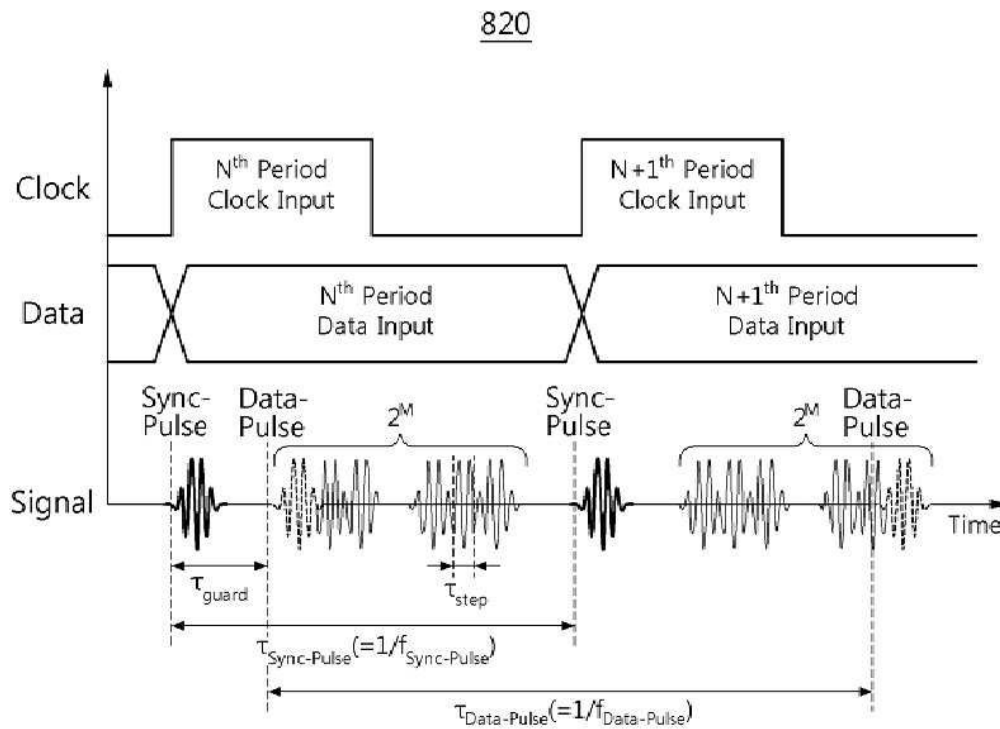 820
Clock
Nth Period
Clock Input
N+1th Period
Clock Input
Data
Nth Period
Data Input
N+1th Period
Data Input
Sync-
Pulse
Data-
Pulse
2M
Sync-
Pulse
2M
Data-
Pulse
Signal
Time
τguard
τstep
τSync-Pulse(=1/fSync-Pulse)
τData-Pulse(=1/fData-Pulse)